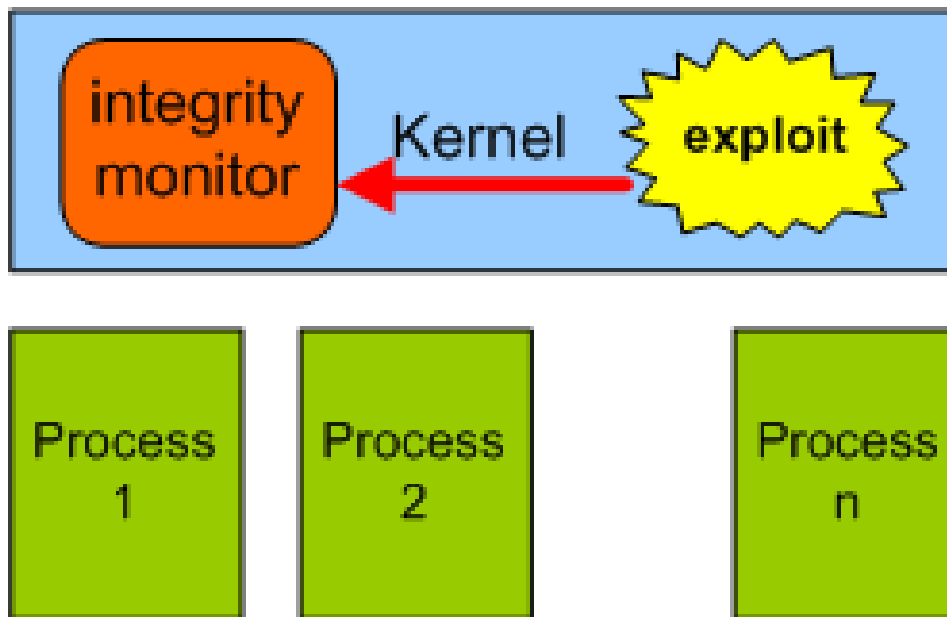 integrity
monitor
Kernel
exploit
Process
1
Process
2
Process
n